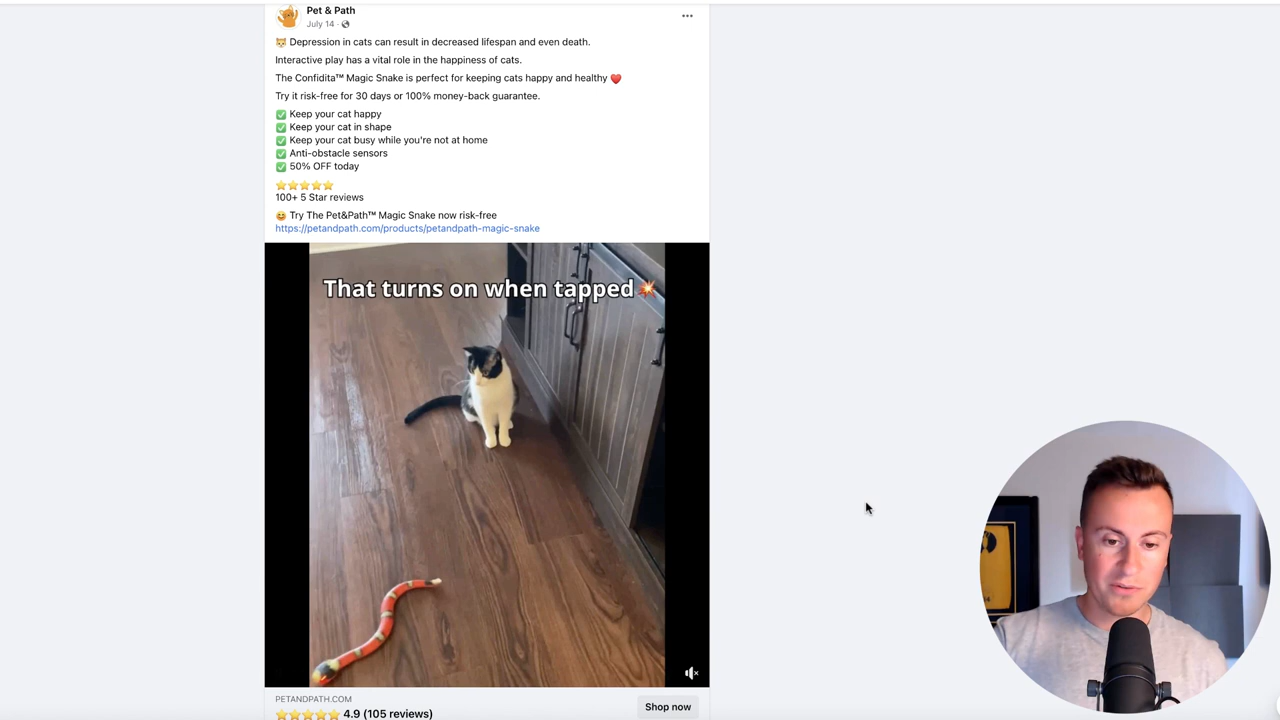 Pet & Path
July 14 ·
🐱 Depression in cats can result in decreased lifespan and even death.
Interactive play has a vital role in the happiness of cats.
The Confidita™ Magic Snake is perfect for keeping cats happy and healthy ❤️
Try it risk-free for 30 days or 100% money-back guarantee.
✅ Keep your cat happy
✅ Keep your cat in shape
✅ Keep your cat busy while you're not at home
✅ Anti-obstacle sensors
✅ 50% OFF today
⭐⭐⭐⭐⭐
100+ 5 Star reviews
😄 Try The Pet&Path™ Magic Snake now risk-free
https://petandpath.com/products/petandpath-magic-snake
That turns on when tapped💥
PETANDPATH.COM
⭐⭐⭐⭐⭐ 4.9 (105 reviews)
Shop now